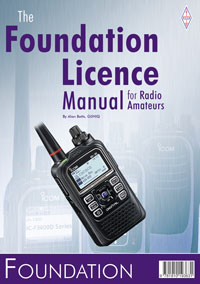 The
Foundation
Licence
Manual for Radio
Amateurs
By Alan Betts, G0HIQ
FOUNDATION